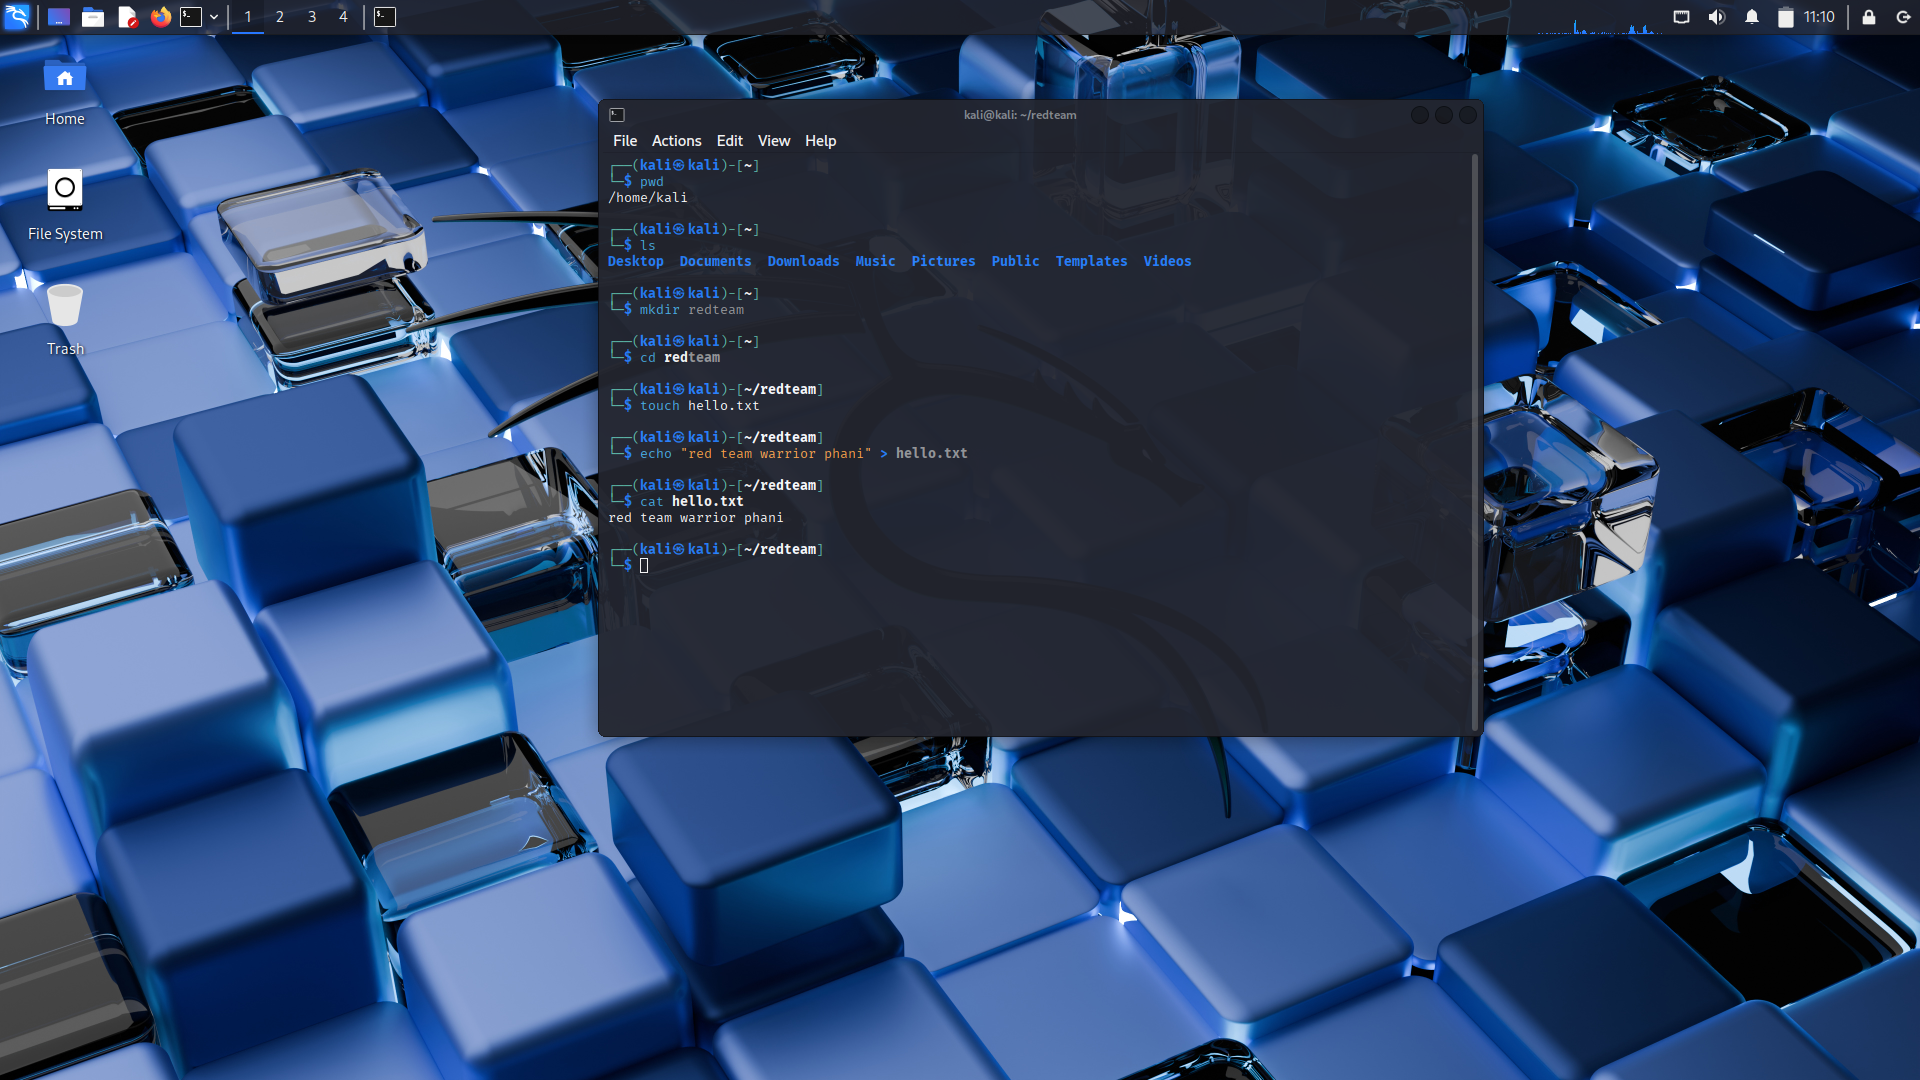 1 2 3 4
11:10
Home
File System
Trash
kali@kali: ~/redteam
File Actions Edit View Help
┌──(kali㉿kali)-[~]
└─$ pwd
/home/kali
┌──(kali㉿kali)-[~]
└─$ ls
Desktop Documents Downloads Music Pictures Public Templates Videos
┌──(kali㉿kali)-[~]
└─$ mkdir redteam
┌──(kali㉿kali)-[~]
└─$ cd redteam
┌──(kali㉿kali)-[~/redteam]
└─$ touch hello.txt
┌──(kali㉿kali)-[~/redteam]
└─$ echo "red team warrior phani" > hello.txt
┌──(kali㉿kali)-[~/redteam]
└─$ cat hello.txt
red team warrior phani
┌──(kali㉿kali)-[~/redteam]
└─$